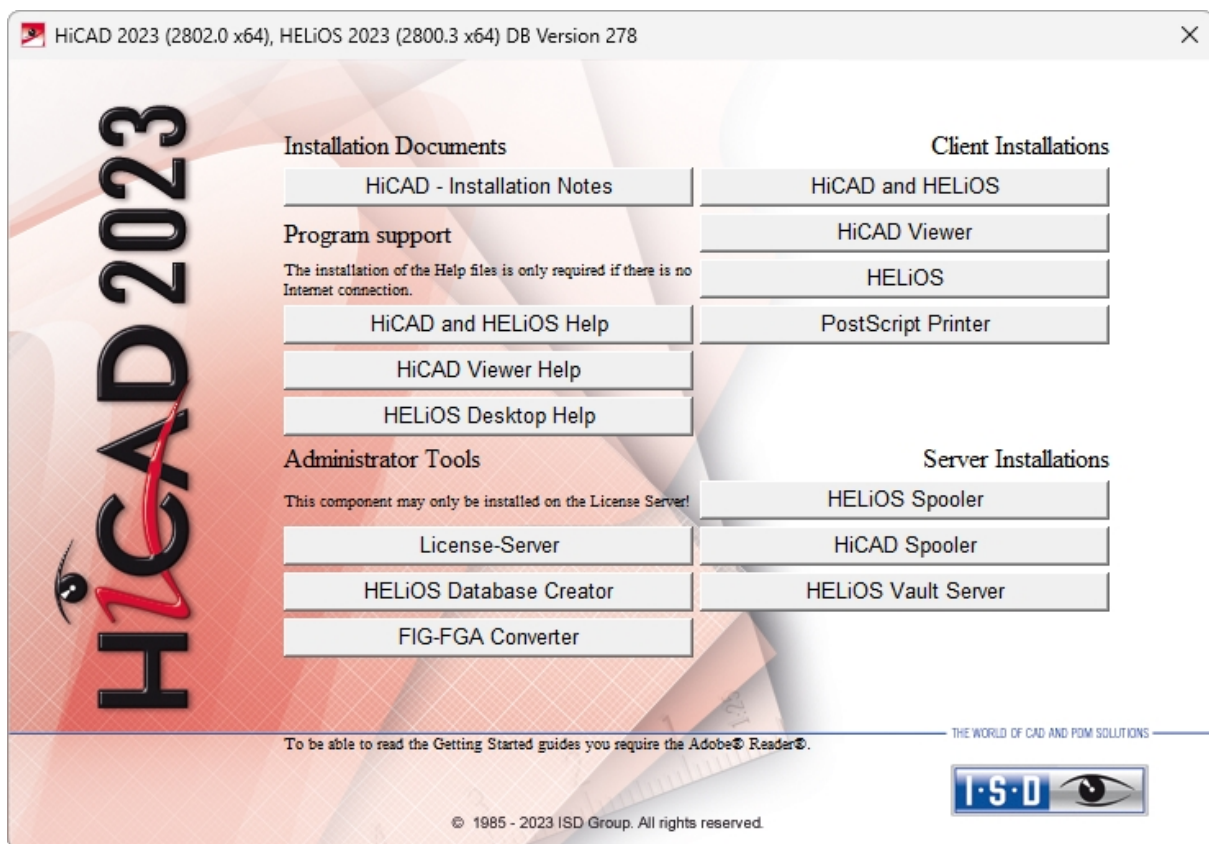 HiCAD 2023 (2802.0 x64), HELiOS 2023 (2800.3 x64) DB Version 278
HiCAD 2023
Installation Documents
HiCAD - Installation Notes
Program support
The installation of the Help files is only required if there is no
Internet connection.
HiCAD and HELiOS Help
HiCAD Viewer Help
HELiOS Desktop Help
Administrator Tools
This component may only be installed on the License Server!
License-Server
HELiOS Database Creator
FIG-FGA Converter
Client Installations
HiCAD and HELiOS
HiCAD Viewer
HELiOS
PostScript Printer
Server Installations
HELiOS Spooler
HiCAD Spooler
HELiOS Vault Server
1:25
To be able to read the Getting Started guides you require the Adobe® Reader®.
THE WORLD OF CAD AND PDM SOLUTIONS
I·S·D
© 1985 - 2023 ISD Group. All rights reserved.